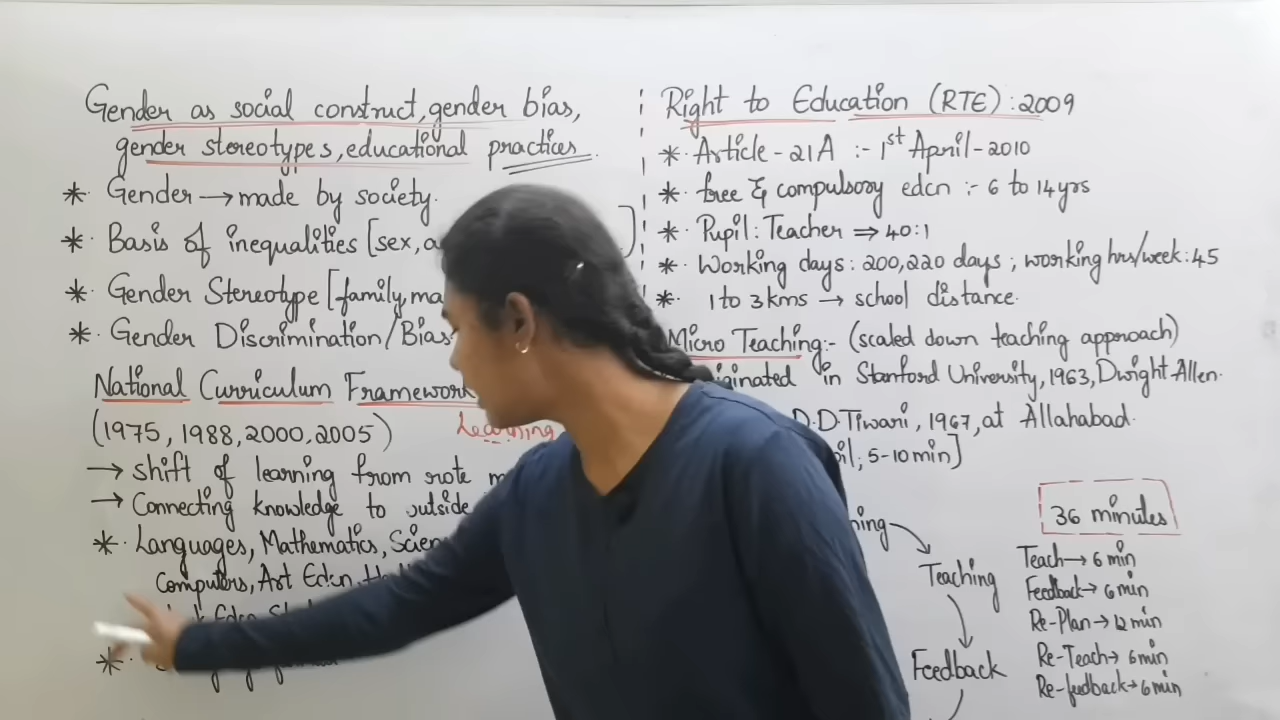 Gender as social construct, gender bias,
gender stereotypes, educational practices.
* Gender → made by society.
* Basis of inequalities [sex,
* Gender Stereotype [family,
* Gender Discrimination/Bias
National Curriculum Framework
(1975, 1988, 2000, 2005)
Learning
→ shift of learning from rote
→ Connecting knowledge to outside
* Languages, Mathematics,
Computers, Art Edcn,
Edcn
*
Right to Education (RTE) : 2009
* Article - 21A :- 1st April - 2010
* free & compulsory edcn :- 6 to 14 yrs
* Pupil : Teacher ⇒ 40:1
* Working days : 200, 220 days ; working hrs/week : 45
* 1 to 3 kms → school distance.
Micro Teaching:- (scaled down teaching approach)
in Stanford University, 1963, Dwight Allen.
D.D Tiwari, 1967, at Allahabad.
5-10 min]
Teaching
Feedback
36 minutes
Teach → 6 min
Feedback → 6 min
Re-Plan → 12 min
Re-Teach → 6 min
Re-feedback → 6 min